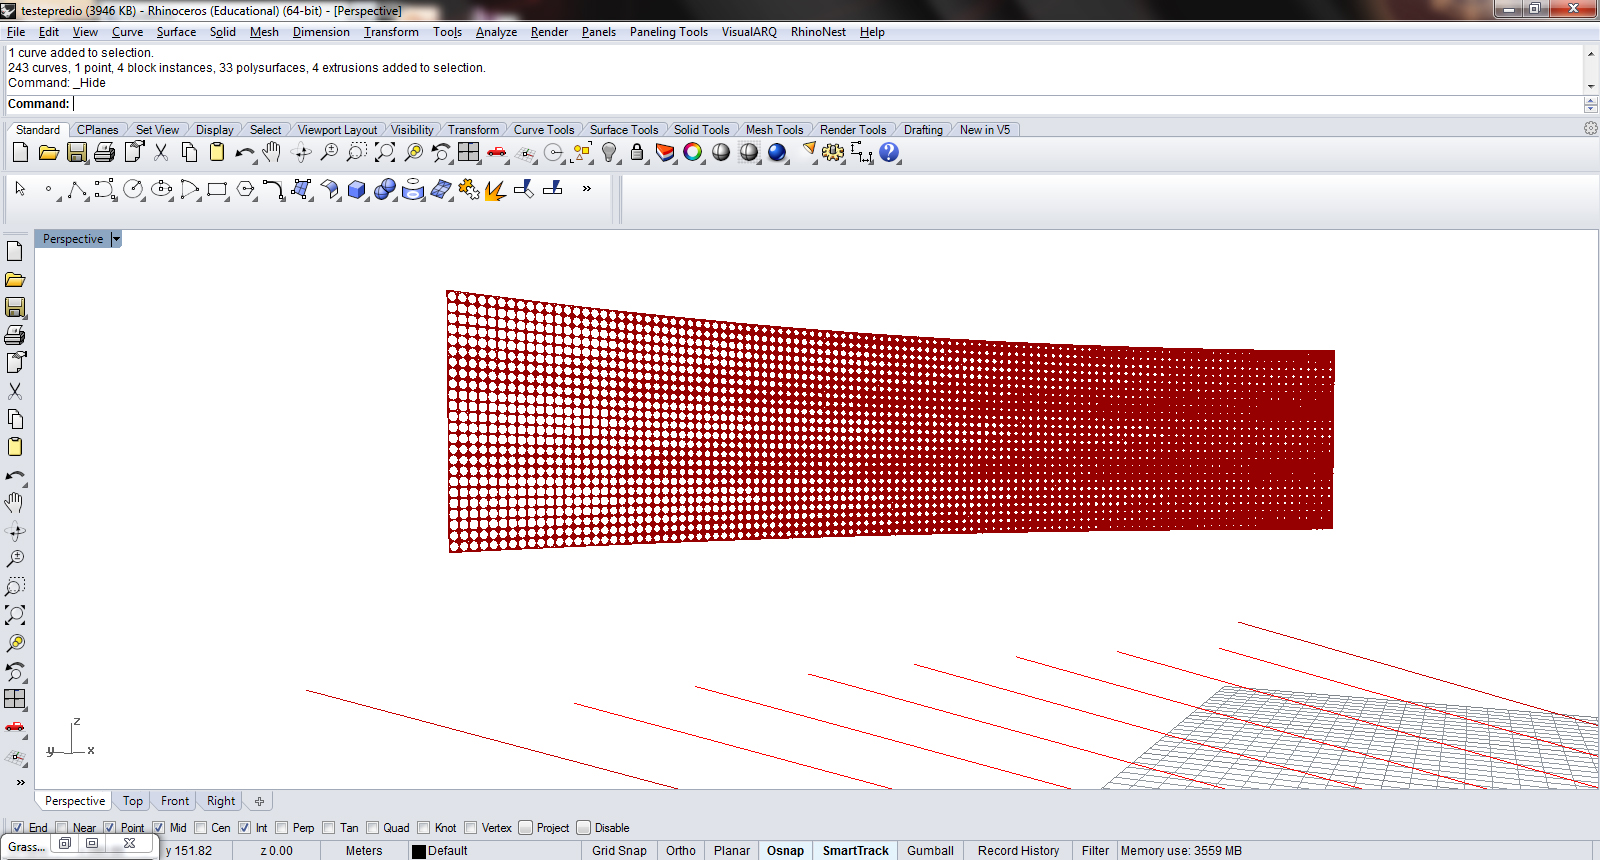 testepredio (3946 KB) - Rhinoceros (Educational) (64-bit) - [Perspective]
File Edit View Curve Surface Solid Mesh Dimension Transform Tools Analyze Render Panels Paneling Tools VisualARQ RhinoNest Help
1 curve added to selection.
243 curves, 1 point, 4 block instances, 33 polysurfaces, 4 extrusions added to selection.
Command: _Hide
Command:
Standard CPlanes Set View Display Select Viewport Layout Visibility Transform Curve Tools Surface Tools Solid Tools Mesh Tools Render Tools Drafting New in V5
»
Perspective
z
y x
»
Perspective Top Front Right
End Near Point Mid Cen Int Perp Tan Quad Knot Vertex Project Disable
Grass...
y 151.82 z 0.00 Meters Default Grid Snap Ortho Planar Osnap SmartTrack Gumball Record History Filter Memory use: 3559 MB